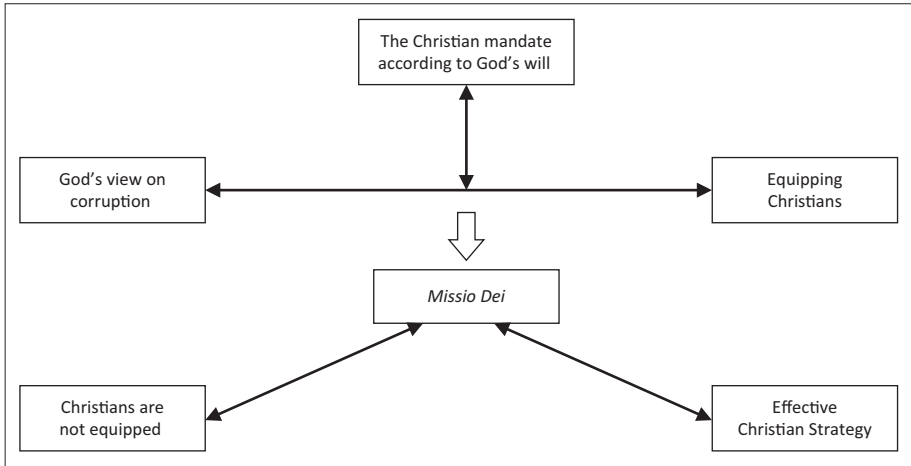 The Christian mandate
according to God’s will
God’s view on
corruption
Equipping
Christians
Missio Dei
Christians are
not equipped
Effective
Christian Strategy